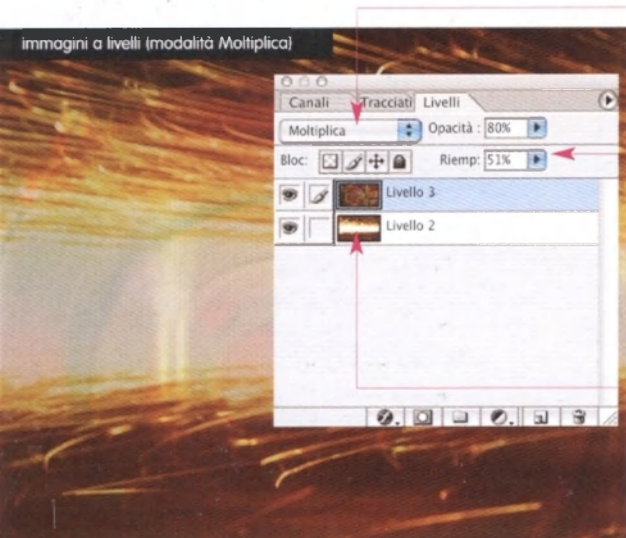 immagini a livelli (modalità Moltiplica)
Canali Tracciati Livelli
Moltiplica Opacità : 80%
Bloc: Riemp: 51%
Livello 3
Livello 2